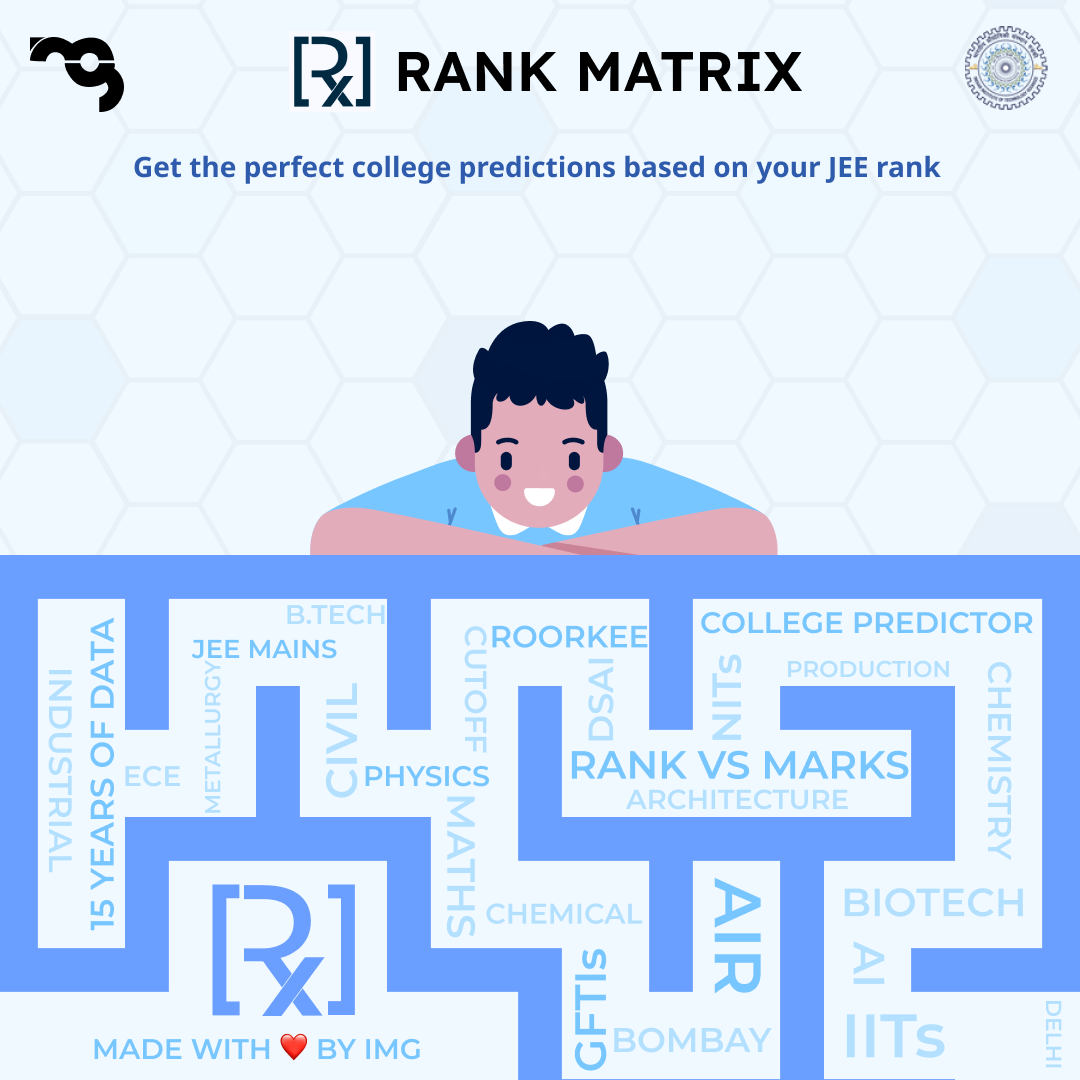 RANK MATRIX
Get the perfect college predictions based on your JEE rank
B.TECH
JEE MAINS
METALLURGY
INDUSTRIAL
15 YEARS OF DATA
ECE
CIVIL
PHYSICS
CUTOFF
MATHS
ROORKEE
DSAI
COLLEGE PREDICTOR
NITs
PRODUCTION
CHEMISTRY
RANK VS MARKS
ARCHITECTURE
CHEMICAL
GFTIs
BOMBAY
AIR
BIOTECH
AI
IITs
DELHI
[Rx]
MADE WITH ❤️ BY IMG